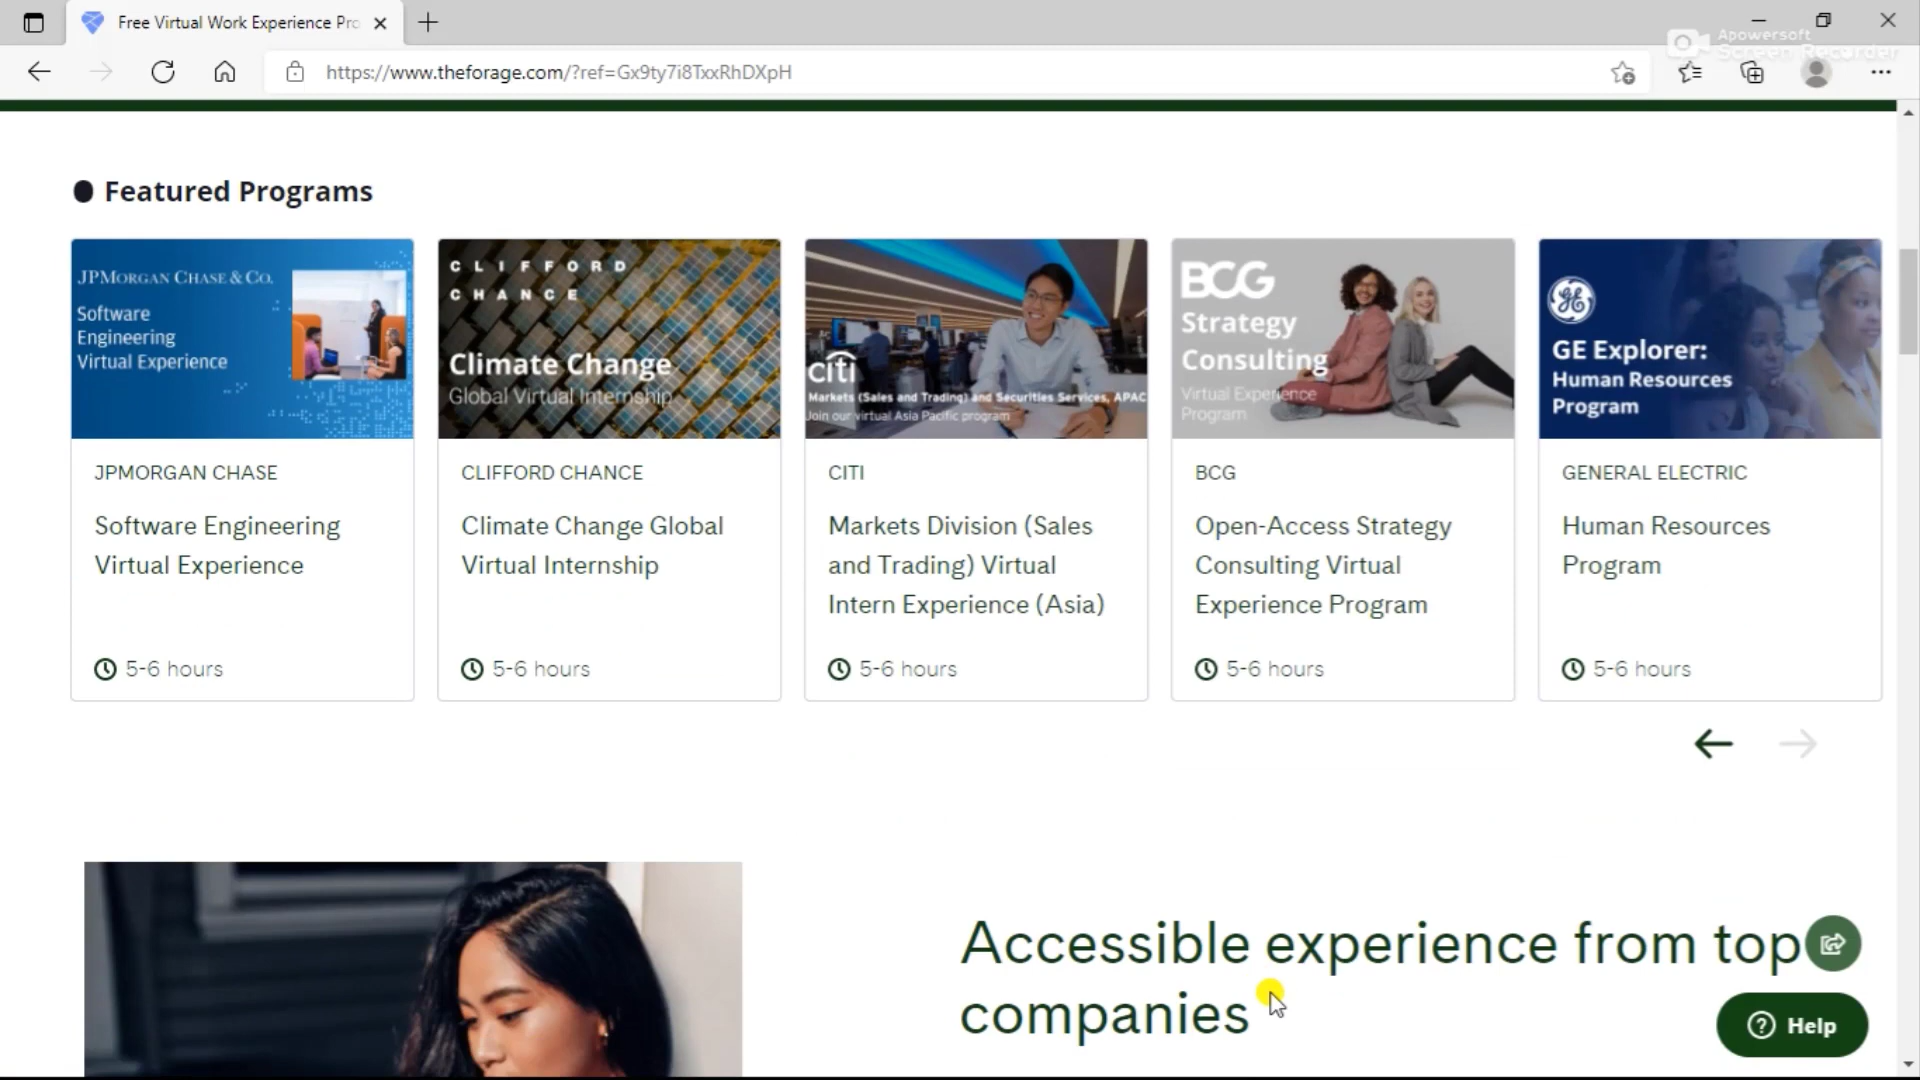 Free Virtual Work Experience Pro
Apowersoft
Screen Recorder
https://www.theforage.com/?ref=Gx9ty7i8TxxRhDXpH
Featured Programs
JPMORGAN CHASE & CO.
Software
Engineering
Virtual Experience
JPMORGAN CHASE
Software Engineering
Virtual Experience
5-6 hours
CLIFFORD
CHANCE
Climate Change
Global Virtual Internship
CLIFFORD CHANCE
Climate Change Global
Virtual Internship
5-6 hours
citi
Markets (Sales and Trading) and Securities Services, APAC
Join our virtual Asia Pacific program
CITI
Markets Division (Sales
and Trading) Virtual
Intern Experience (Asia)
5-6 hours
BCG
Strategy
Consulting
Virtual Experience
Program
BCG
Open-Access Strategy
Consulting Virtual
Experience Program
5-6 hours
GE
GE Explorer:
Human Resources
Program
GENERAL ELECTRIC
Human Resources
Program
5-6 hours
Accessible experience from top
companies
Help